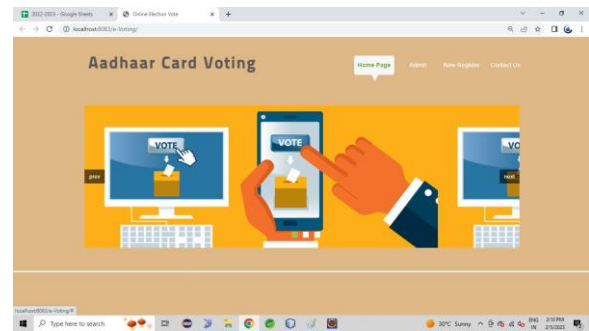 2022-2023 - Google Sheets
Online Election Vote
localhost:8083/e-Voting/
Aadhaar Card Voting
Home Page
Admin
New Register
Contact Us
VOTE
VOTE
VO
prev
next
localhost:8083/e-Voting/#
Type here to search
30°C Sunny
ENG
IN
2:10 PM
2/5/2023